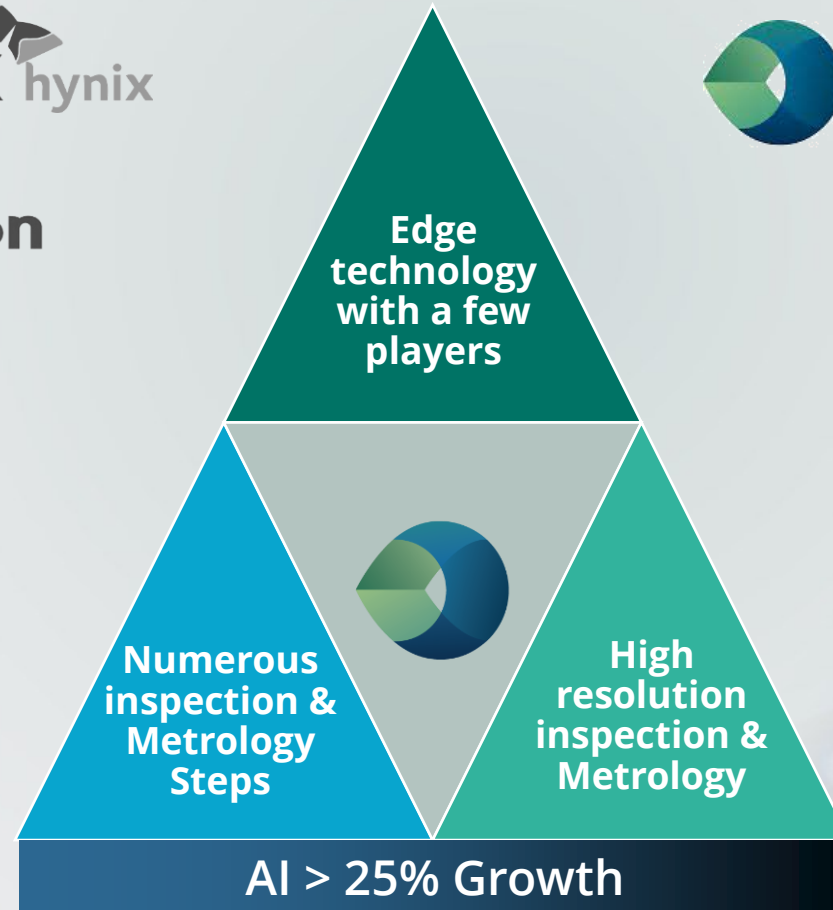 hynix
Edge
technology
with a few
players
Numerous
inspection &
Metrology
Steps
High
resolution
inspection &
Metrology
AI > 25% Growth